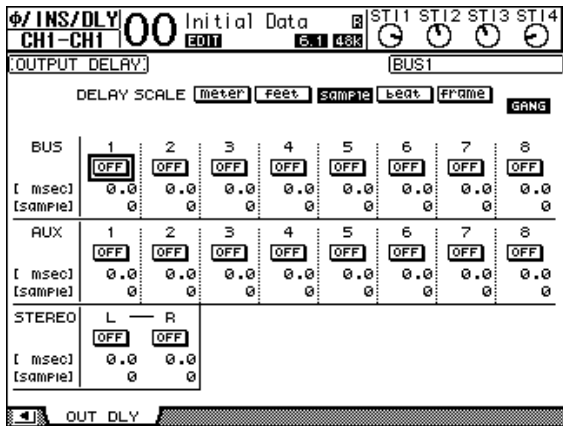 Φ/ INS/DLY 00 Initial Data R STI1 STI2 STI3 STI4
CH1-CH1 EDIT 6.1 48K
OUTPUT DELAY BUS1
DELAY SCALE meter feet sample beat frame
GANG
BUS 1 2 3 4 5 6 7 8
OFF OFF OFF OFF OFF OFF OFF OFF
[ msec] 0.0 0.0 0.0 0.0 0.0 0.0 0.0 0.0
[sample] 0 0 0 0 0 0 0 0
AUX 1 2 3 4 5 6 7 8
OFF OFF OFF OFF OFF OFF OFF OFF
[ msec] 0.0 0.0 0.0 0.0 0.0 0.0 0.0 0.0
[sample] 0 0 0 0 0 0 0 0
STEREO L — R
OFF OFF
[ msec] 0.0 0.0
[sample] 0 0
OUT DLY